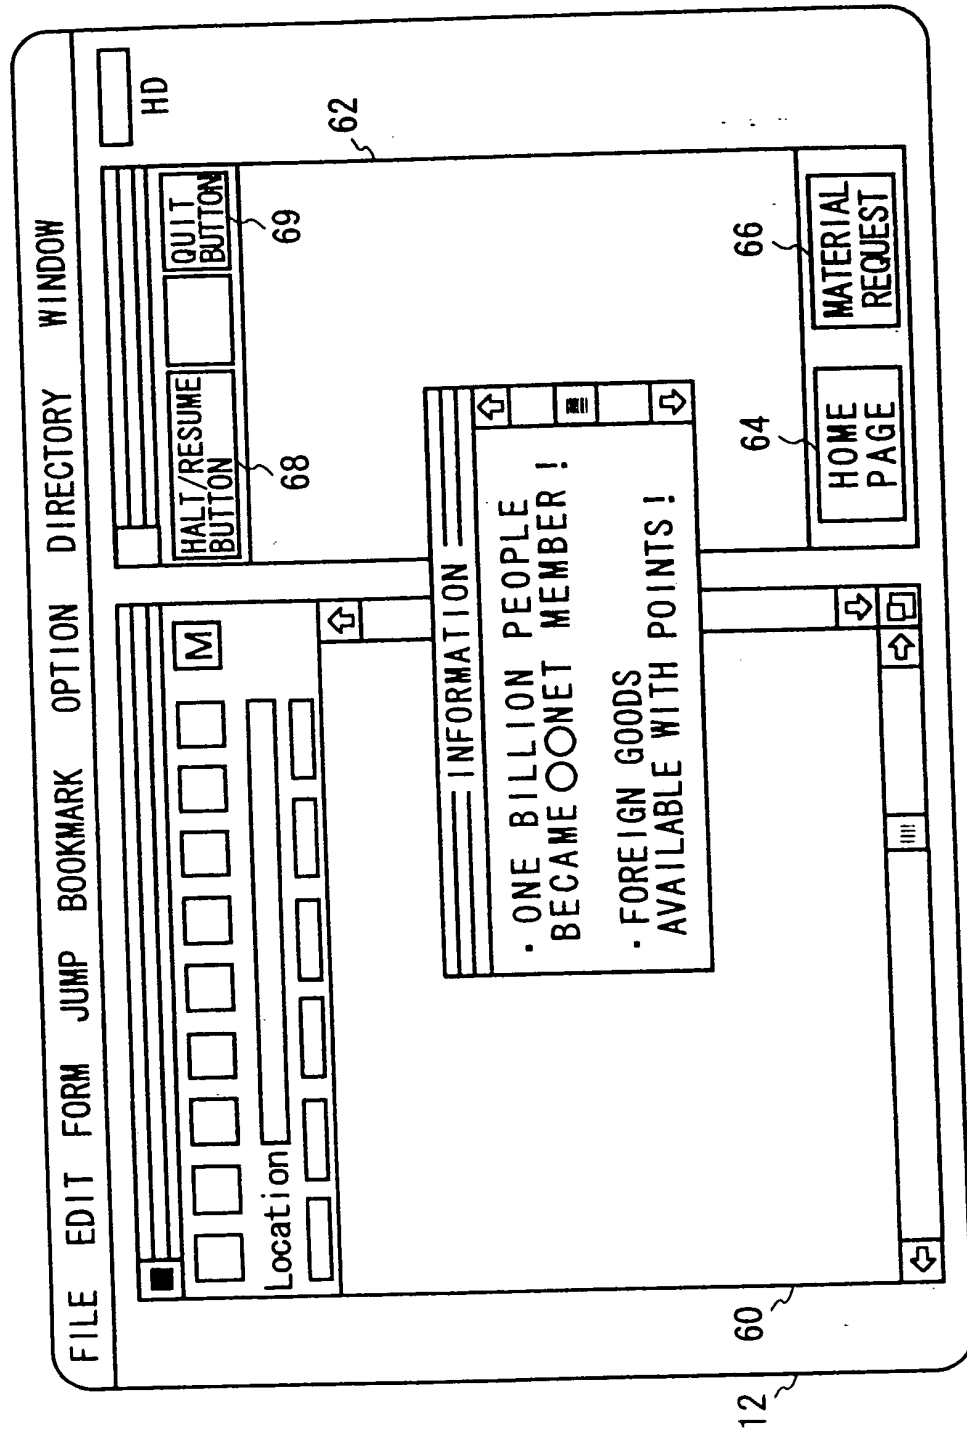 FILE EDIT FORM JUMP BOOKMARK OPTION DIRECTORY WINDOW
HD
M
Location
HALT/RESUME
BUTTON
QUIT
BUTTON
68
69
62
INFORMATION
・ONE BILLION PEOPLE
BECAME○○NET MEMBER!
・FOREIGN GOODS
AVAILABLE WITH POINTS!
64
66
HOME
PAGE
MATERIAL
REQUEST
60
12